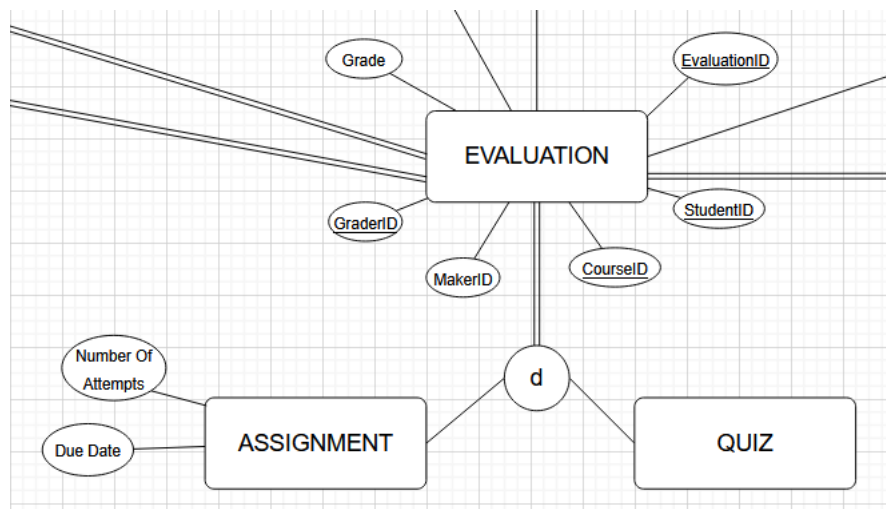 Grade
EvaluationID
EVALUATION
GraderID
StudentID
MakerID
CourseID
Number Of
Attempts
d
Due Date
ASSIGNMENT
QUIZ